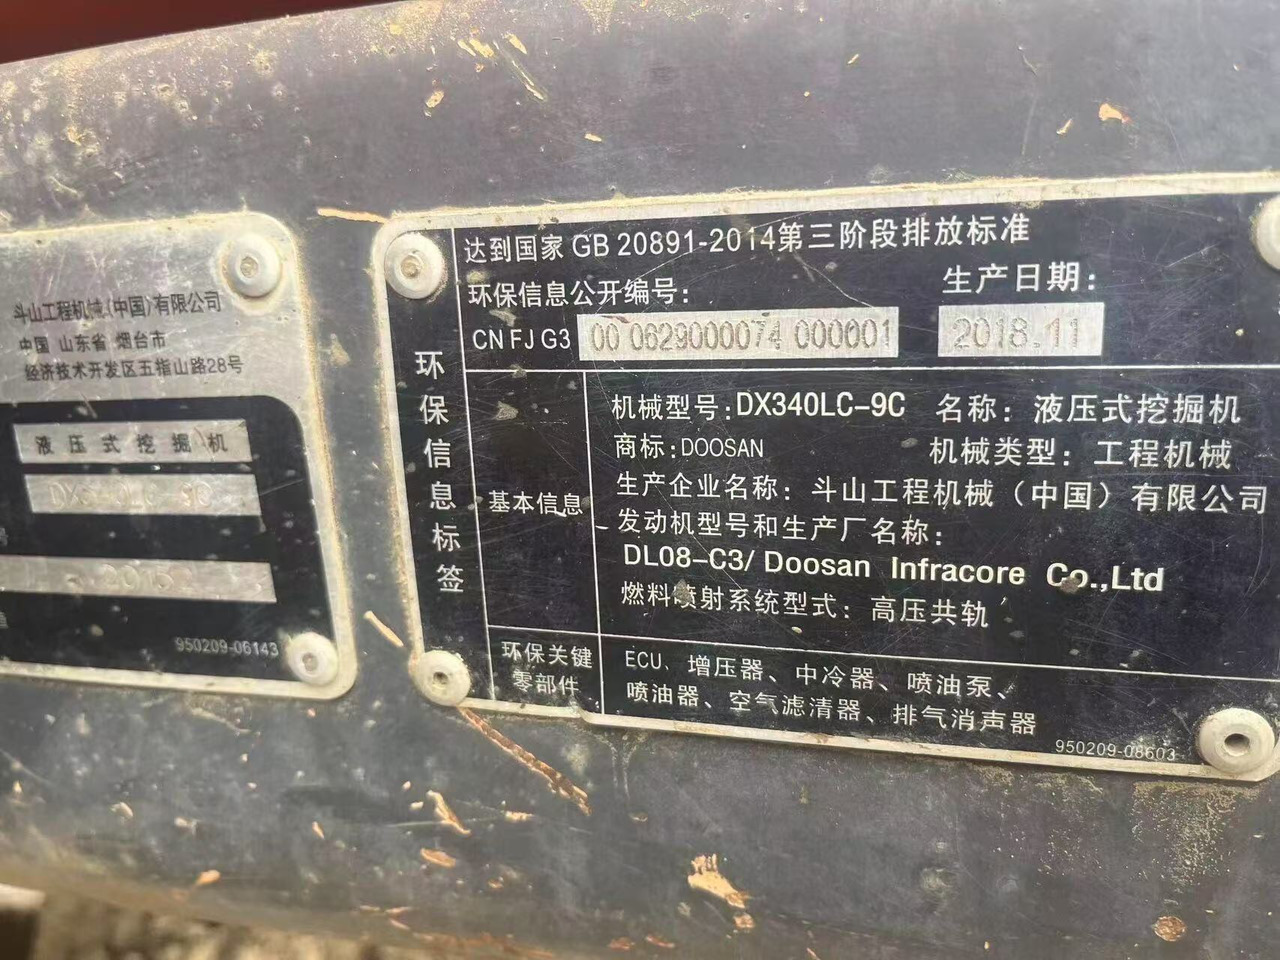 斗山工程机械(中国)有限公司
中国 山东省 烟台市
经济技术开发区五指山路28号
液压式挖掘机
DX340LC-9C
950209-06143
达到国家 GB 20891-2014第三阶段排放标准
环保信息公开编号:
生产日期:
CN FJ G3 00 0629000074 000001
2018.11
环保信息标签
基本信息
机械型号:DX340LC-9C 名称: 液压式挖掘机
商标:DOOSAN 机械类型: 工程机械
生产企业名称: 斗山工程机械（中国）有限公司
发动机型号和生产厂名称:
DL08-C3/ Doosan Infracore Co.,Ltd
燃料喷射系统型式: 高压共轨
环保关键
零部件
ECU、增压器、中冷器、喷油泵、
喷油器、空气滤清器、排气消声器
950209-08603